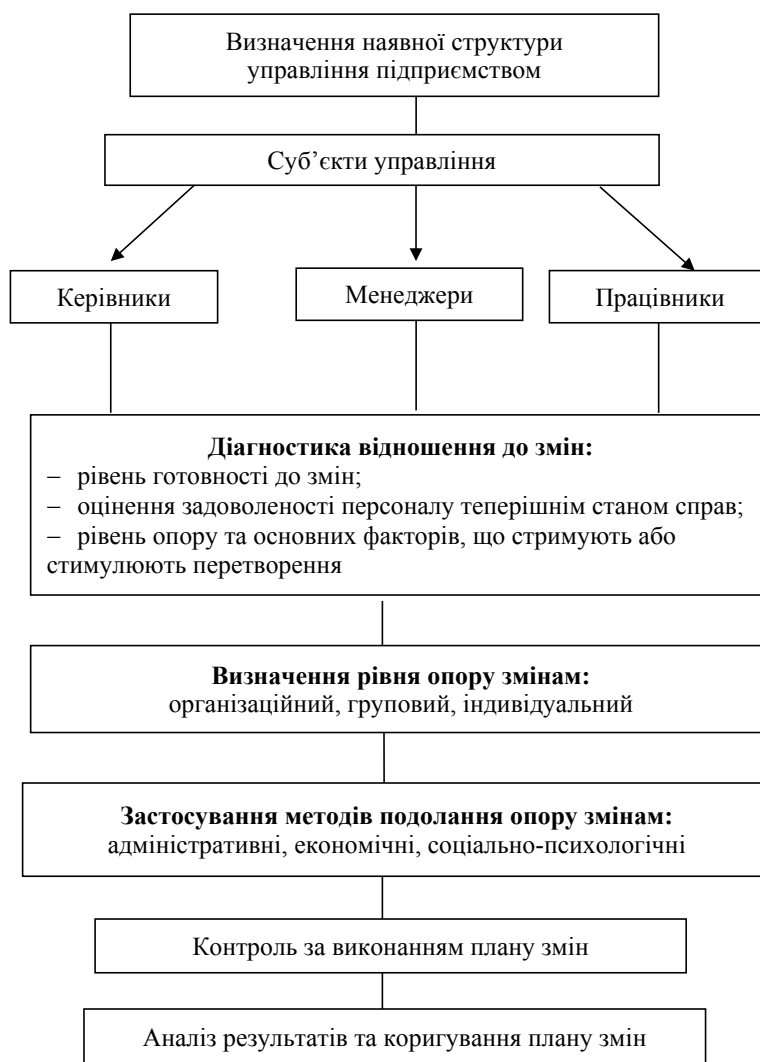 Визначення наявної структури
управління підприємством
Суб’єкти управління
Керівники
Менеджери
Працівники
Діагностика відношення до змін:
– рівень готовності до змін;
– оцінення задоволеності персоналу теперішнім станом справ;
– рівень опору та основних факторів, що стримують або
стимулюють перетворення
Визначення рівня опору змінам:
організаційний, груповий, індивідуальний
Застосування методів подолання опору змінам:
адміністративні, економічні, соціально-психологічні
Контроль за виконанням плану змін
Аналіз результатів та коригування плану змін